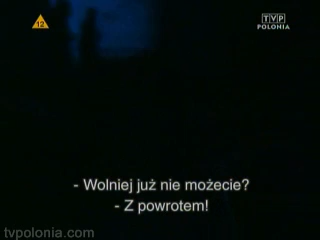 12
TVP
POLONIA
- Wolniej już nie możecie?
- Z powrotem!
tvpolonia.com